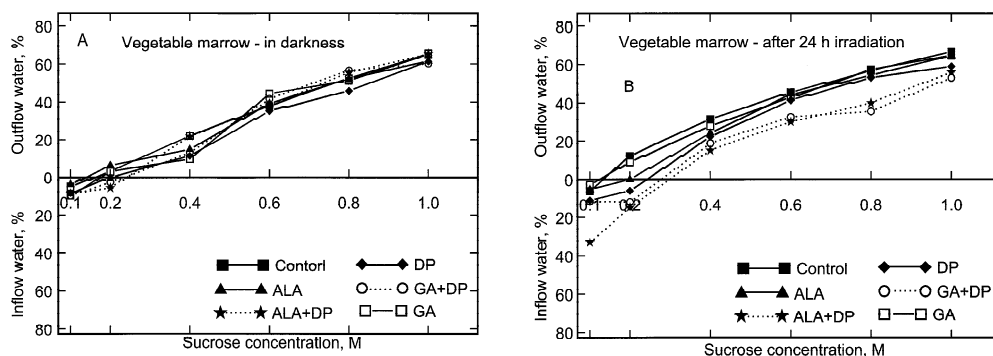 80
A
Vegetable marrow - in darkness
60
40
20
0
0.1 0.2 0.4 0.6 0.8 1.0
20
40
60
80
Outflow water, %
Inflow water, %
Contorl
DP
ALA
GA+DP
ALA+DP
GA
Sucrose concentration, M
80
Vegetable marrow - after 24 h irradiation
60
B
40
20
0
0.1 0.2 0.4 0.6 0.8 1.0
20
40
60
80
Outflow water, %
Inflow water, %
Control
DP
ALA
GA+DP
ALA+DP
GA
Sucrose concentration, M